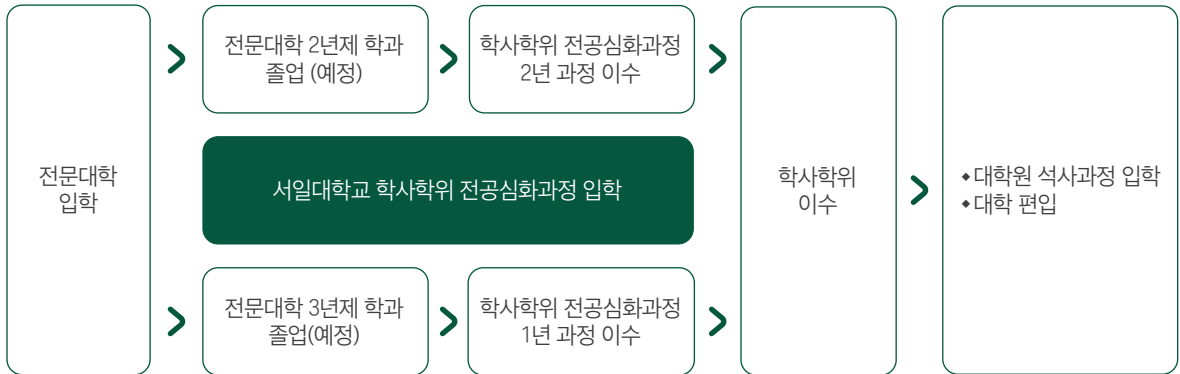 전문대학
입학
전문대학 2년제 학과
졸업 (예정)
학사학위 전공심화과정
2년 과정 이수
서일대학교 학사학위 전공심화과정 입학
전문대학 3년제 학과
졸업(예정)
학사학위 전공심화과정
1년 과정 이수
학사학위
이수
◆대학원 석사과정 입학
◆대학 편입